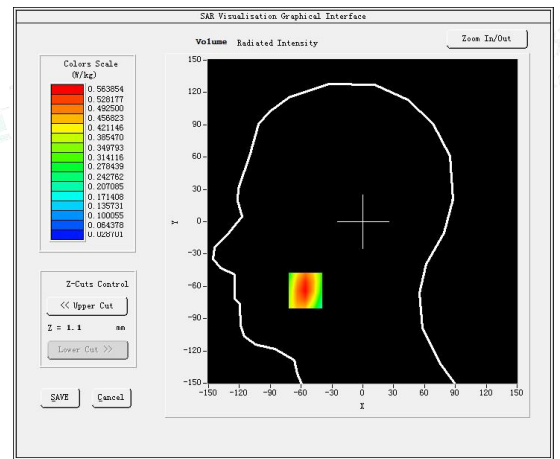 SAR Visualisation Graphical Interface
Volume Radiated Intensity
Zoom In/Out
Colors Scale
(W/kg)
0.563854
0.528177
0.492500
0.456823
0.421146
0.385470
0.349793
0.314116
0.278439
0.242762
0.207085
0.171408
0.135731
0.100055
0.064378
0.028701
Z-Cuts Control
<< Upper Cut
Z = 1.1 mm
Lower Cut >>
SAVE Cancel
150
120
90
60
30
0
-30
-60
-90
-120
-150
Y
-150 -120 -90 -60 -30 0 30 60 90 120 150
X